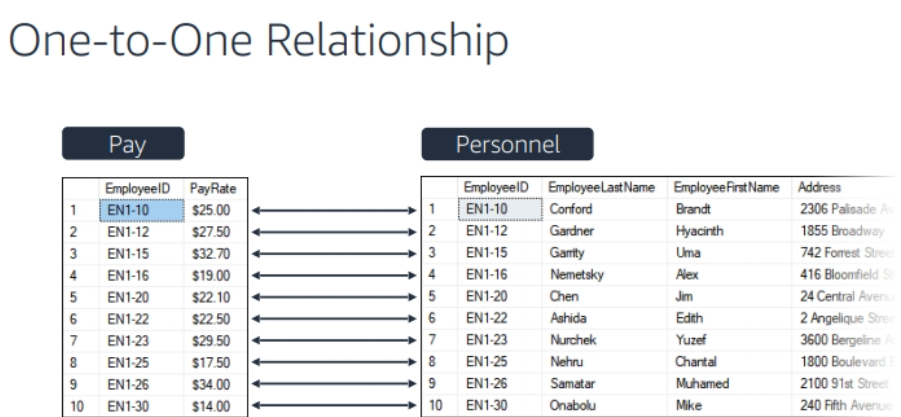 One-to-One Relationship
Pay
Personnel
EmployeeID PayRate
EmployeeID EmployeeLastName EmployeeFirstName Address
1 EN1-10 $25.00
1 EN1-10 Conford Brandt 2306 Palisade Av
2 EN1-12 $27.50
2 EN1-12 Gardner Hyacinth 1855 Broadway
3 EN1-15 $32.70
3 EN1-15 Garrity Uma 742 Forrest Street
4 EN1-16 $19.00
4 EN1-16 Nemetsky Alex 416 Bloomfield St
5 EN1-20 $22.10
5 EN1-20 Chen Jim 24 Central Avenu
6 EN1-22 $22.50
6 EN1-22 Ashida Edith 2 Angelique Stree
7 EN1-23 $29.50
7 EN1-23 Nurchek Yuzef 3600 Bergeline A
8 EN1-25 $17.50
8 EN1-25 Nehru Chantal 1800 Boulevard E
9 EN1-26 $34.00
9 EN1-26 Samatar Muhamed 2100 91st Street
10 EN1-30 $14.00
10 EN1-30 Onabolu Mike 240 Fifth Avenue